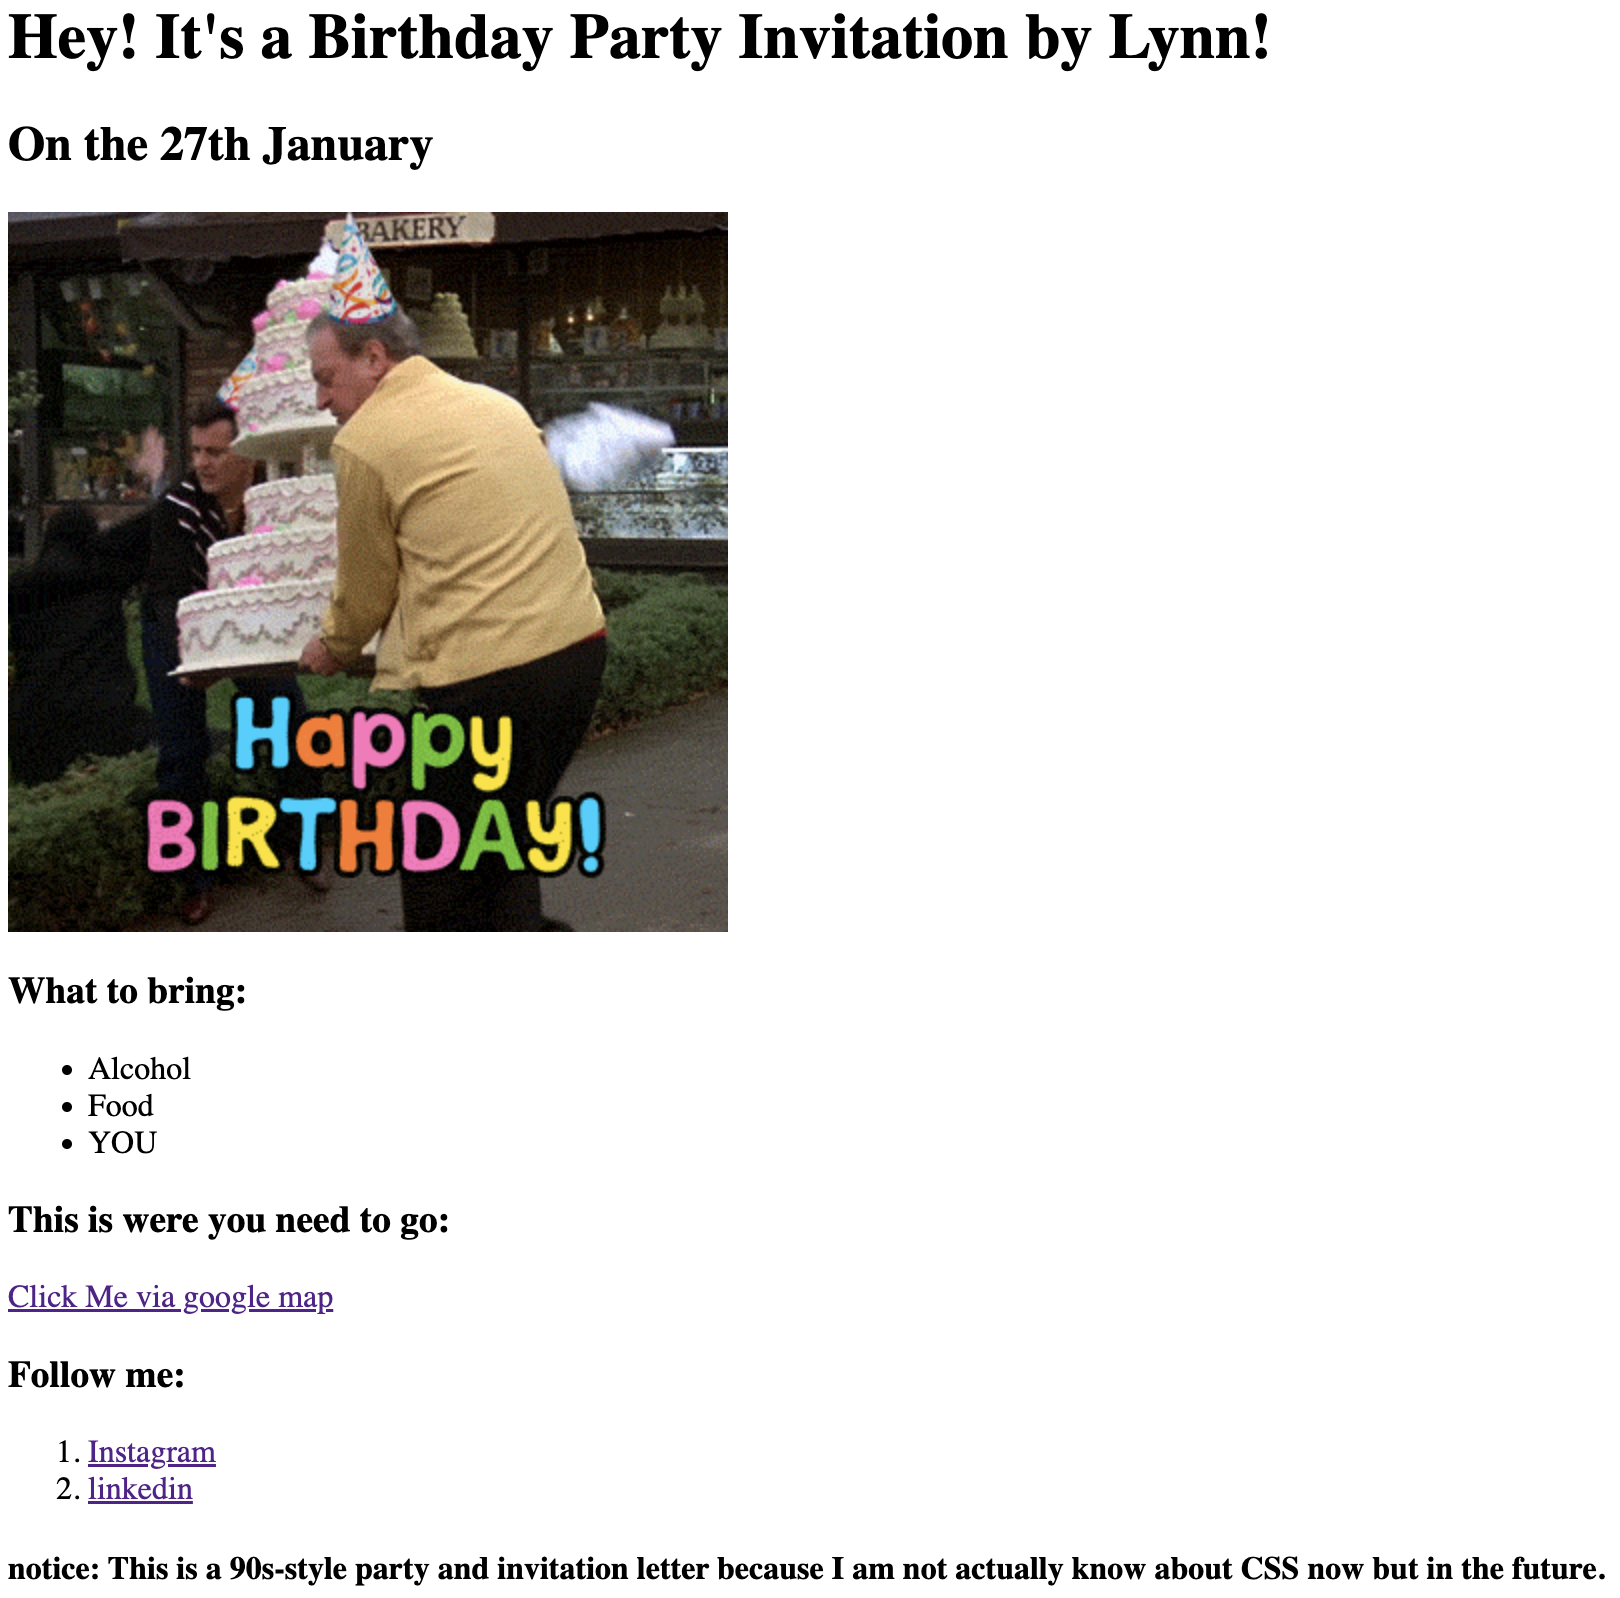 Hey! It's a Birthday Party Invitation by Lynn!
On the 27th January
BAKERY
Happy
BIRTHDAY!
What to bring:
• Alcohol
• Food
• YOU
This is were you need to go:
Click Me via google map
Follow me:
1. Instagram
2. linkedin
notice: This is a 90s-style party and invitation letter because I am not actually know about CSS now but in the future.